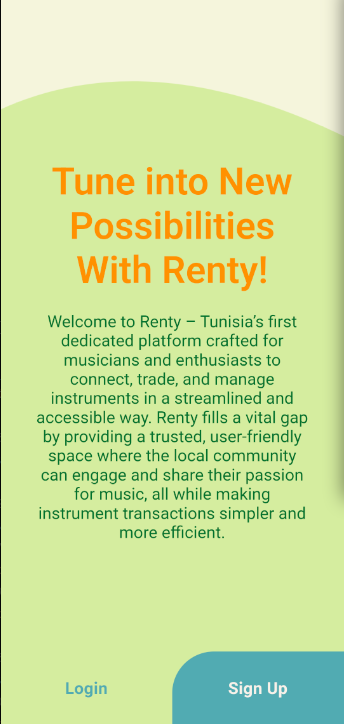 Tune into New
Possibilities
With Renty!
Welcome to Renty – Tunisia's first
dedicated platform crafted for
musicians and enthusiasts to
connect, trade, and manage
instruments in a streamlined and
accessible way. Renty fills a vital gap
by providing a trusted, user-friendly
space where the local community
can engage and share their passion
for music, all while making
instrument transactions simpler and
more efficient.
Login
Sign Up